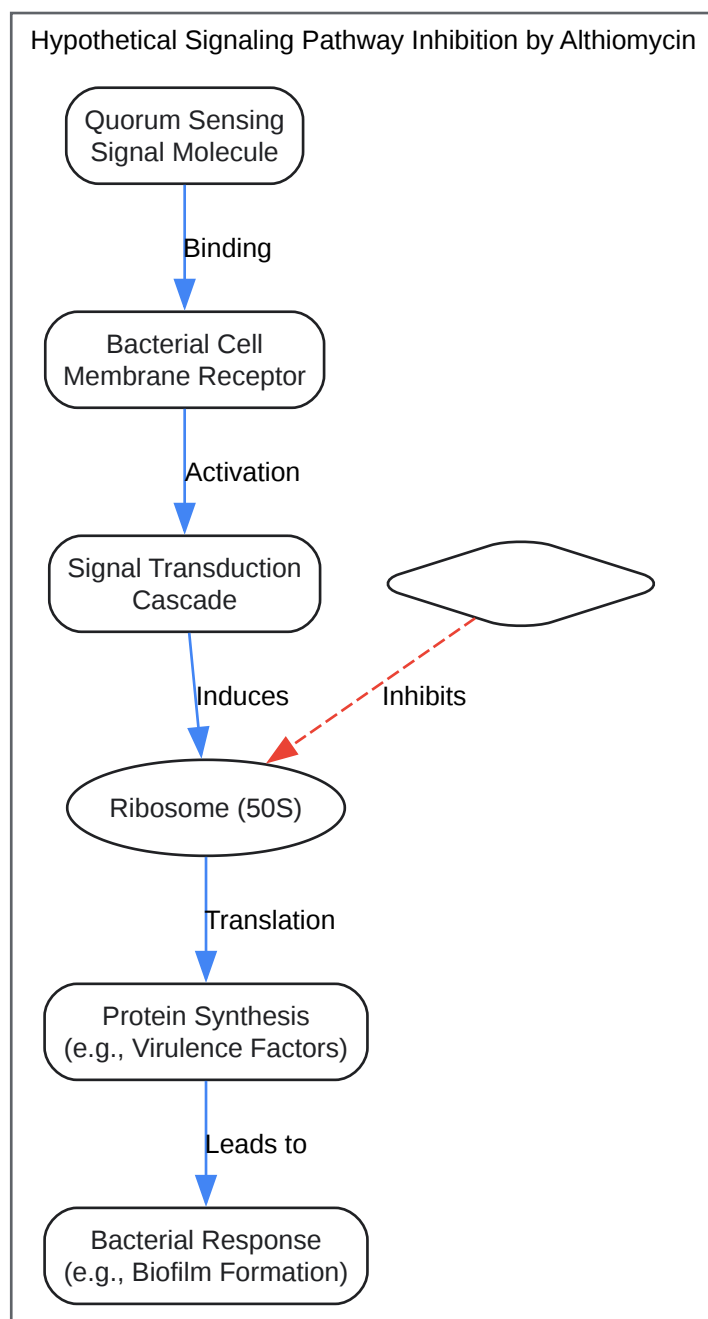 Hypothetical Signaling Pathway Inhibition by Althiomycin
Quorum Sensing
Signal Molecule
Binding
Bacterial Cell
Membrane Receptor
Activation
Signal Transduction
Cascade
Induces
Inhibits
Ribosome (50S)
Translation
Protein Synthesis
(e.g., Virulence Factors)
Leads to
Bacterial Response
(e.g., Biofilm Formation)